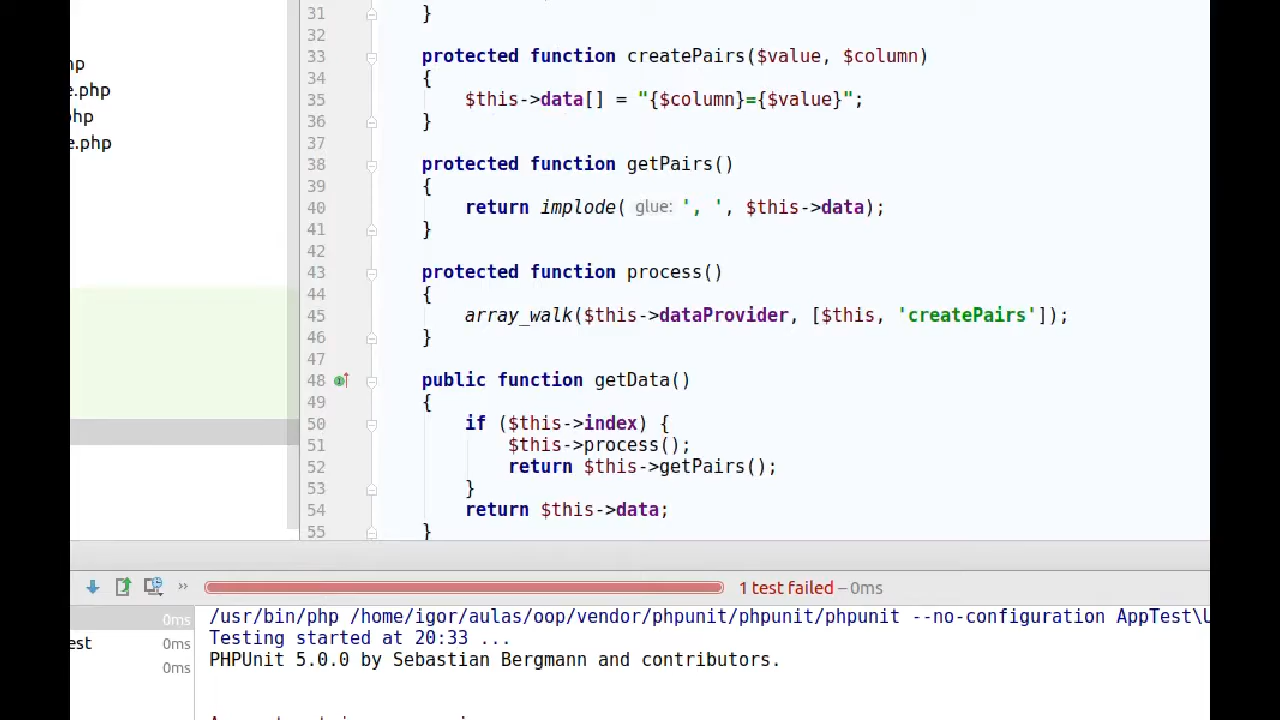 hp
e.php
hp
e.php
31 }
32
33 protected function createPairs($value, $column)
34 {
35 $this->data[] = "{$column}={$value}";
36 }
37
38 protected function getPairs()
39 {
40 return implode( glue: ', ', $this->data);
41 }
42
43 protected function process()
44 {
45 array_walk($this->dataProvider, [$this, 'createPairs']);
46 }
47
48 public function getData()
49 {
50 if ($this->index) {
51 $this->process();
52 return $this->getPairs();
53 }
54 return $this->data;
55 }
» 1 test failed – 0ms
0ms /usr/bin/php /home/igor/aulas/oop/vendor/phpunit/phpunit/phpunit --no-configuration AppTest\U
Testing started at 20:33 ...
est 0ms
PHPUnit 5.0.0 by Sebastian Bergmann and contributors.
0ms